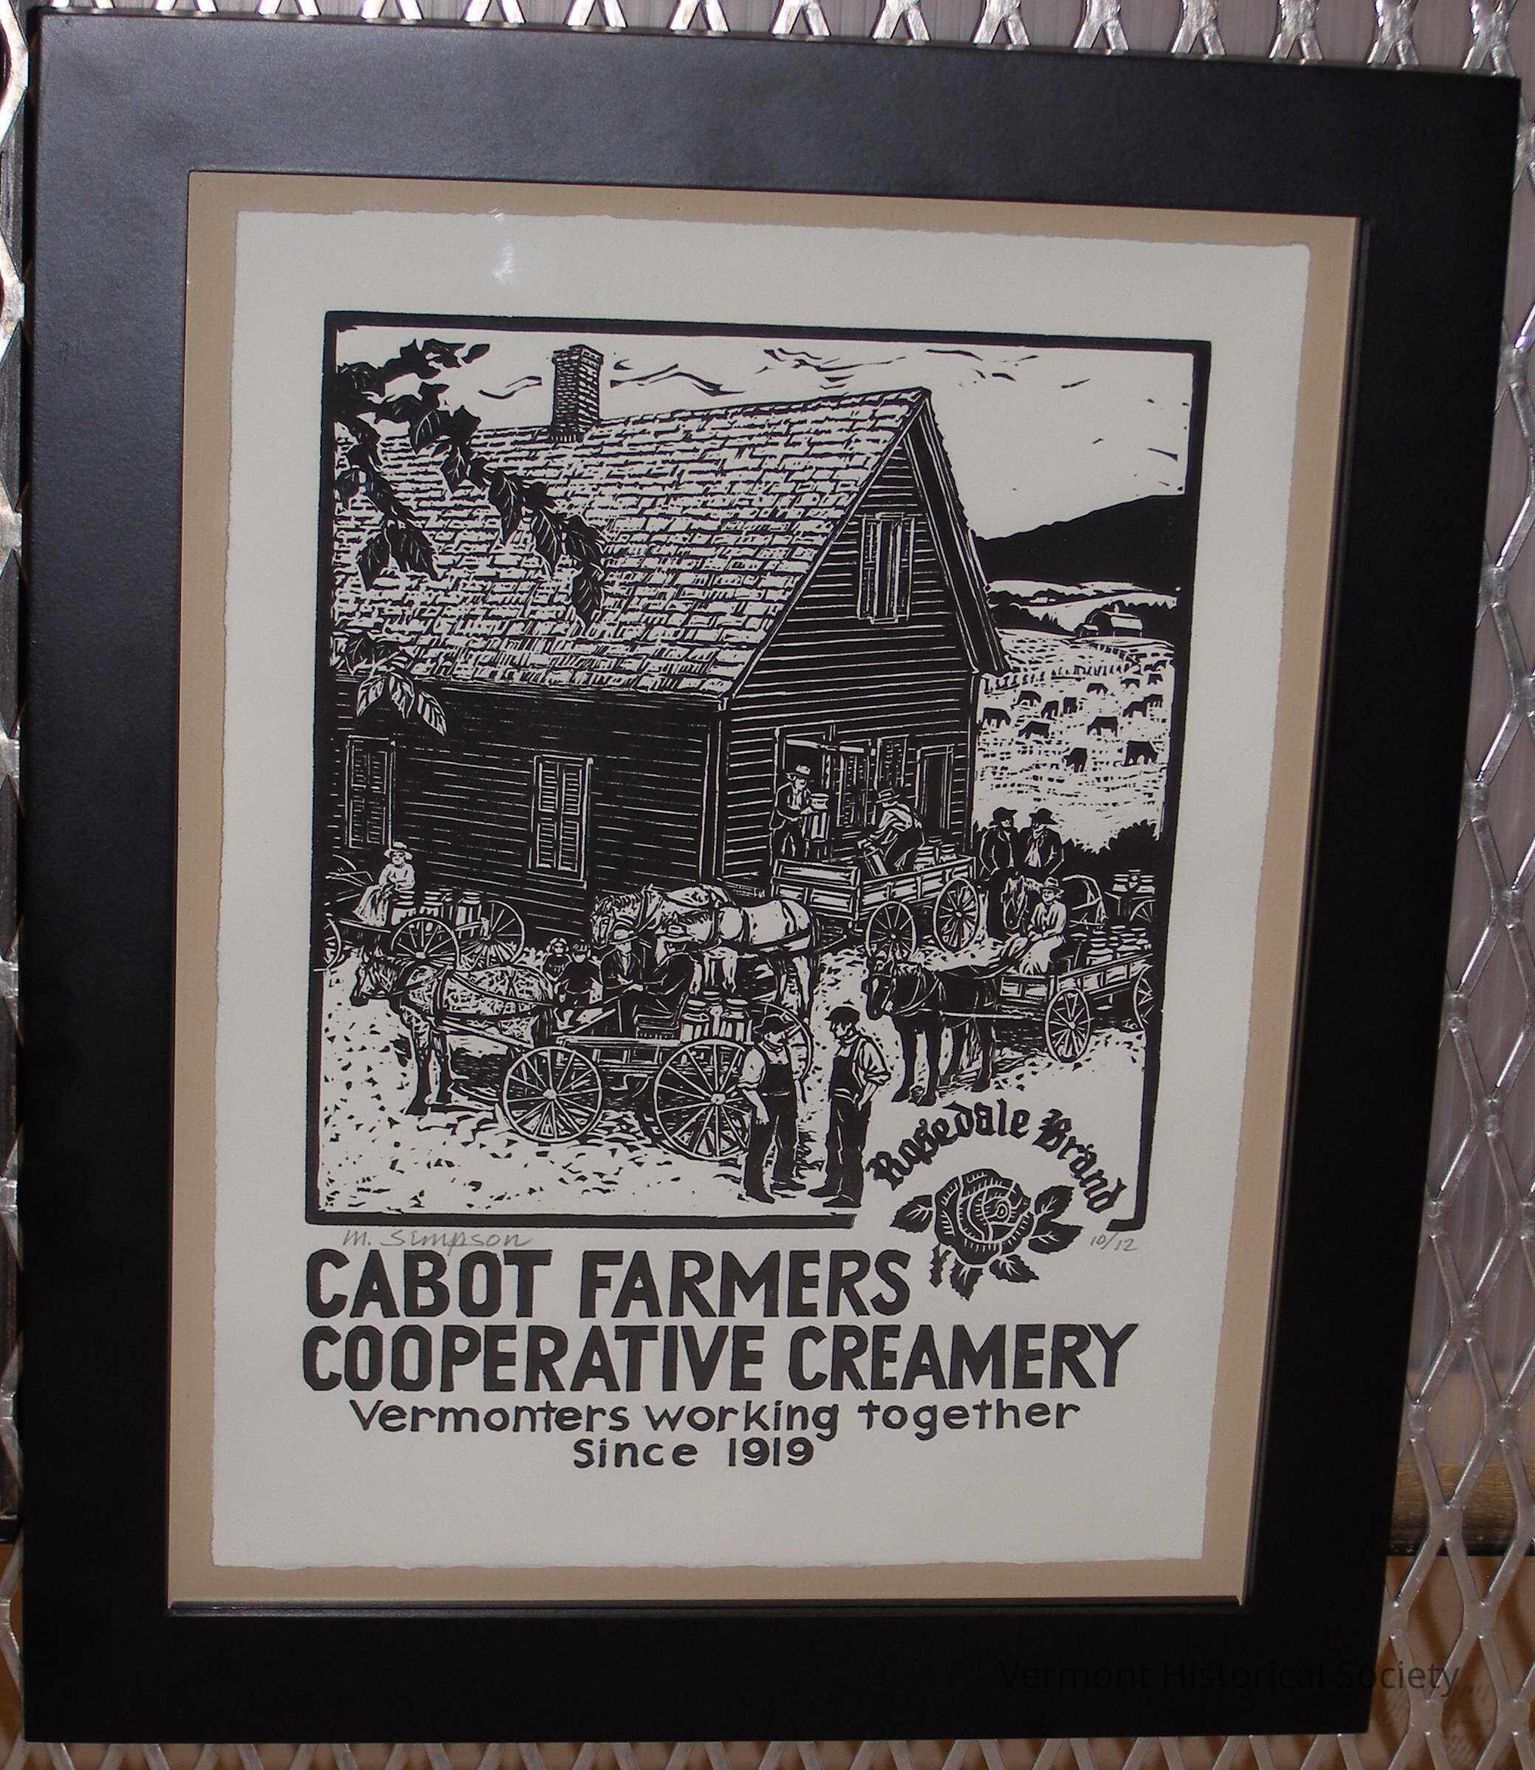 Rosedale Brand
M. Simpson
10/12
CABOT FARMERS
COOPERATIVE CREAMERY
Vermonters working together
Since 1919
Vermont Historical Society